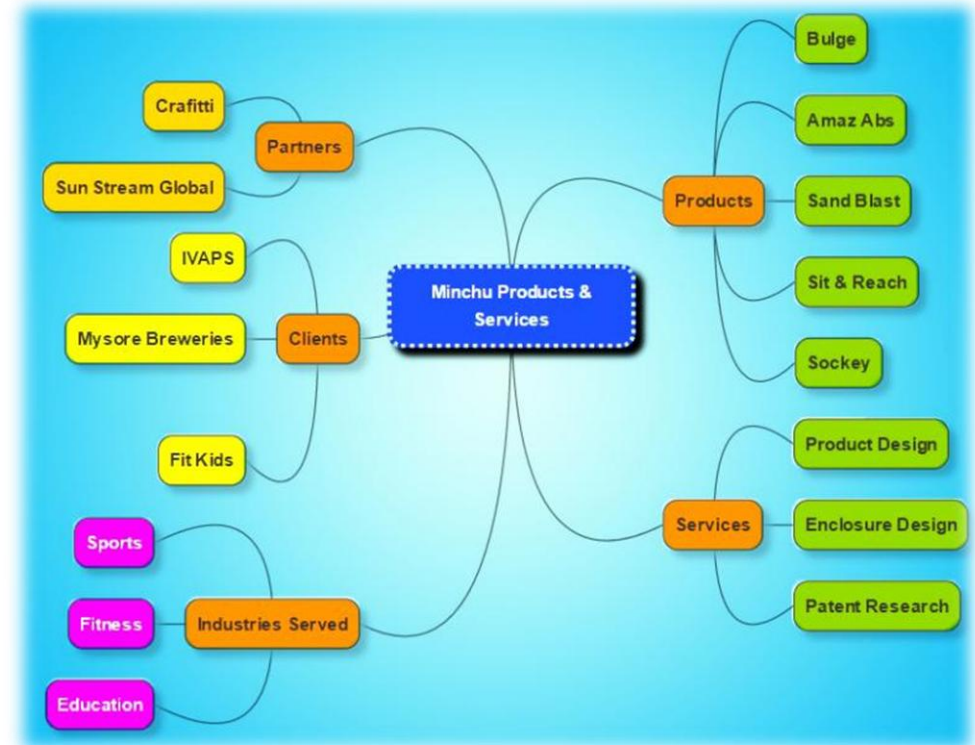 Minchu Products &
Services
Partners
Crafitti
Sun Stream Global
Clients
IVAPS
Mysore Breweries
Fit Kids
Industries Served
Sports
Fitness
Education
Products
Bulge
Amaz Abs
Sand Blast
Sit & Reach
Sockey
Services
Product Design
Enclosure Design
Patent Research